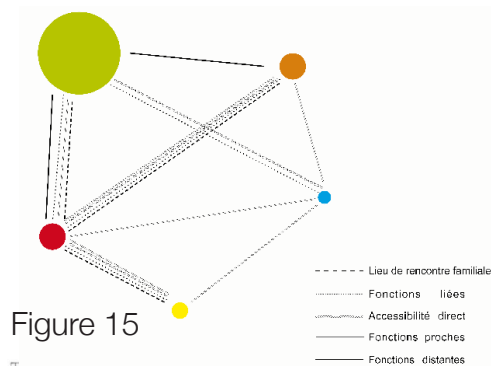 Lieu de rencontre familiale
Fonctions liées
Accessibilité direct
Fonctions proches
Fonctions distantes
Figure 15